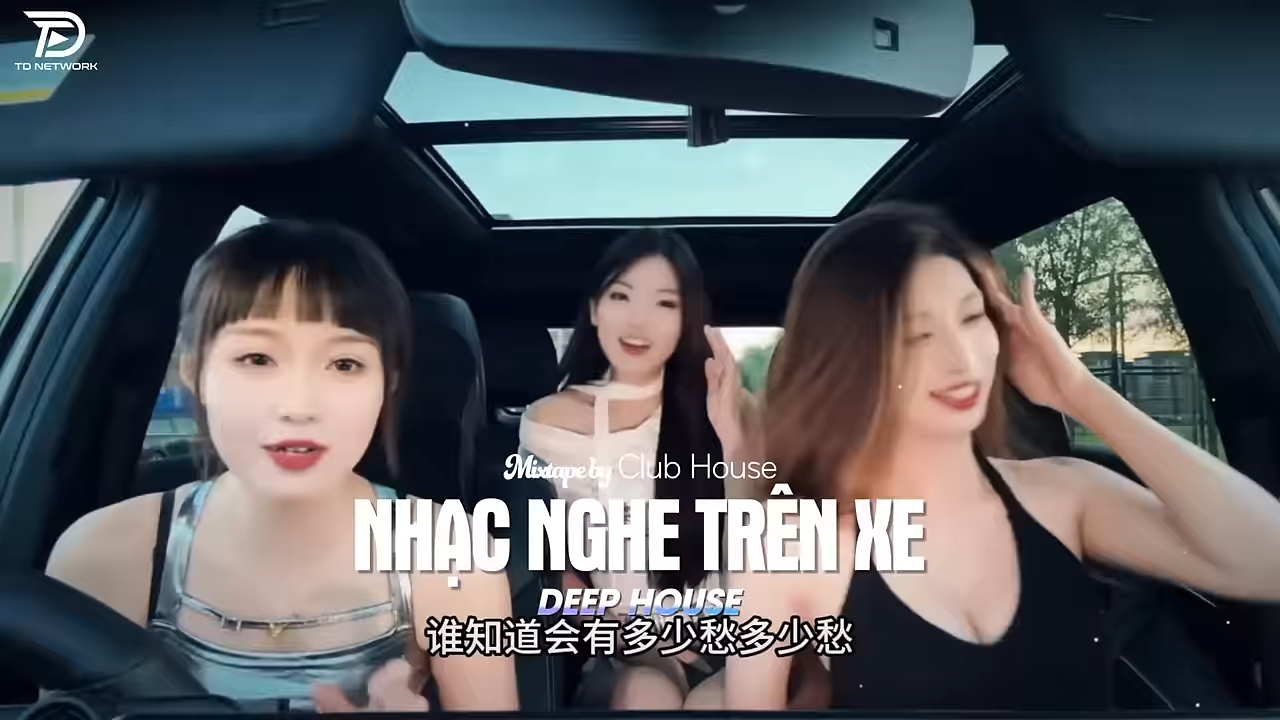 TD NETWORK
Mixtape by Club House
NHẠC NGHE TRÊN XE
DEEP HOUSE
谁知道会有多少愁多少愁